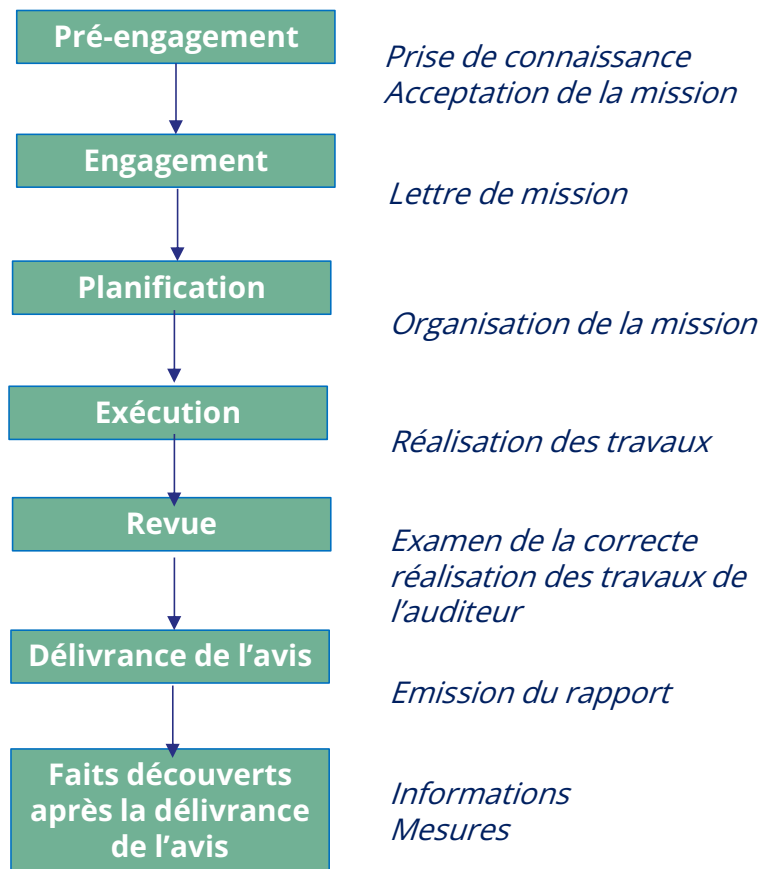 Pré-engagement
Prise de connaissance
Acceptation de la mission
Engagement
Lettre de mission
Planification
Organisation de la mission
Exécution
Réalisation des travaux
Revue
Examen de la correcte
réalisation des travaux de
l’auditeur
Délivrance de l’avis
Emission du rapport
Faits découverts
après la délivrance
de l’avis
Informations
Mesures